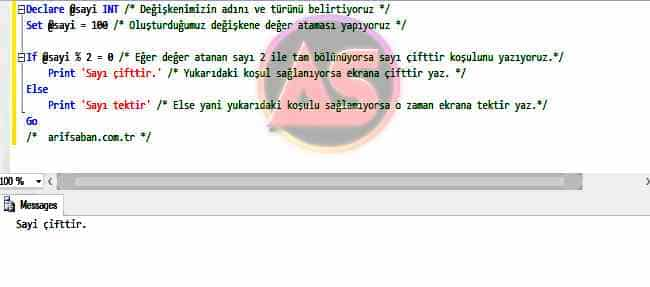 Declare @sayi INT /* Değişkenimizin adını ve türünü belirtiyoruz */
Set @sayi = 100 /* Oluşturduğumuz değişkene değer ataması yapıyoruz */
If @sayi % 2 = 0 /* Eğer değer atanan sayı 2 ile tam bölünüyorsa sayı çifttir koşulunu yazıyoruz.*/
Print 'Sayı çifttir.' /* Yukarıdaki koşul sağlanıyorsa ekrana çifttir yaz. */
Else
Print 'Sayı tektir' /* Else yani yukarıdaki koşulu sağlamıyorsa o zaman ekrana tektir yaz.*/
Go
/* arifsaban.com.tr */
AS
100 %
Messages
Sayi çifttir.